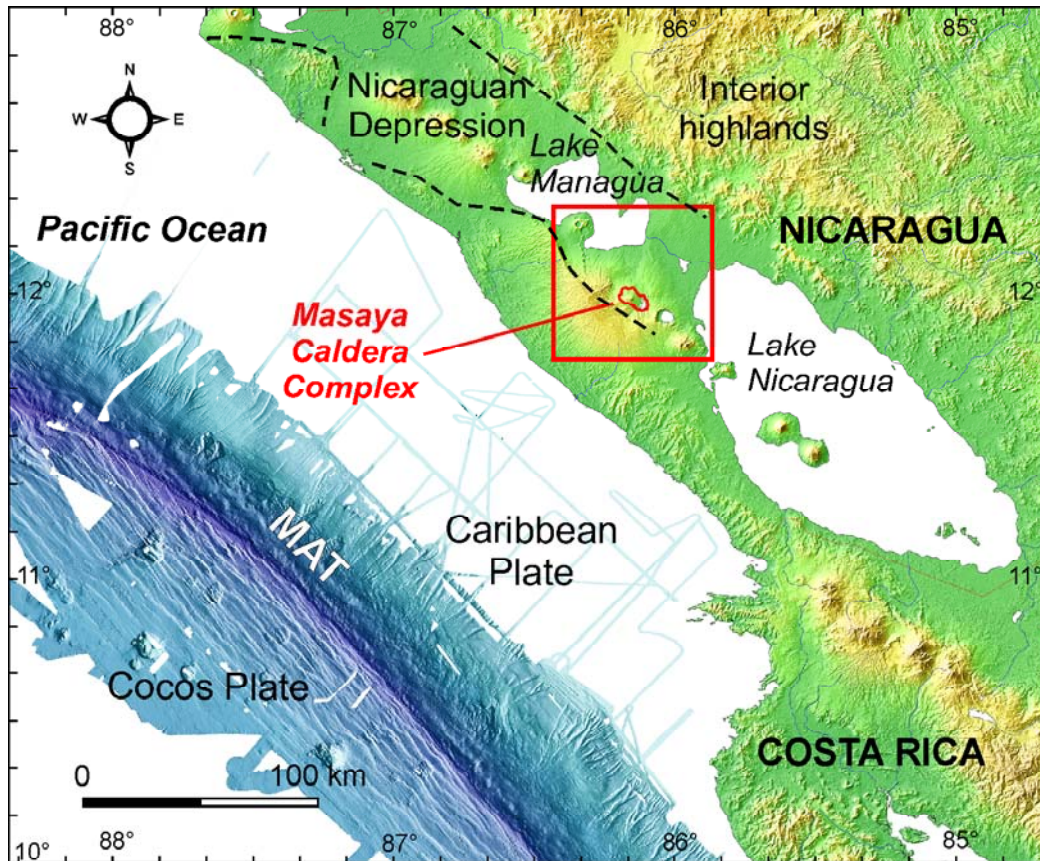 88°
87°
86°
85°
N
W
E
S
Nicaraguan
Depression
Interior
highlands
Lake
Managua
Pacific Ocean
NICARAGUA
12°
12°
Masaya
Caldera
Complex
Lake
Nicaragua
MAT
Caribbean
Plate
11°
11°
Cocos Plate
COSTA RICA
0
100 km
10°
88°
87°
86°
85°